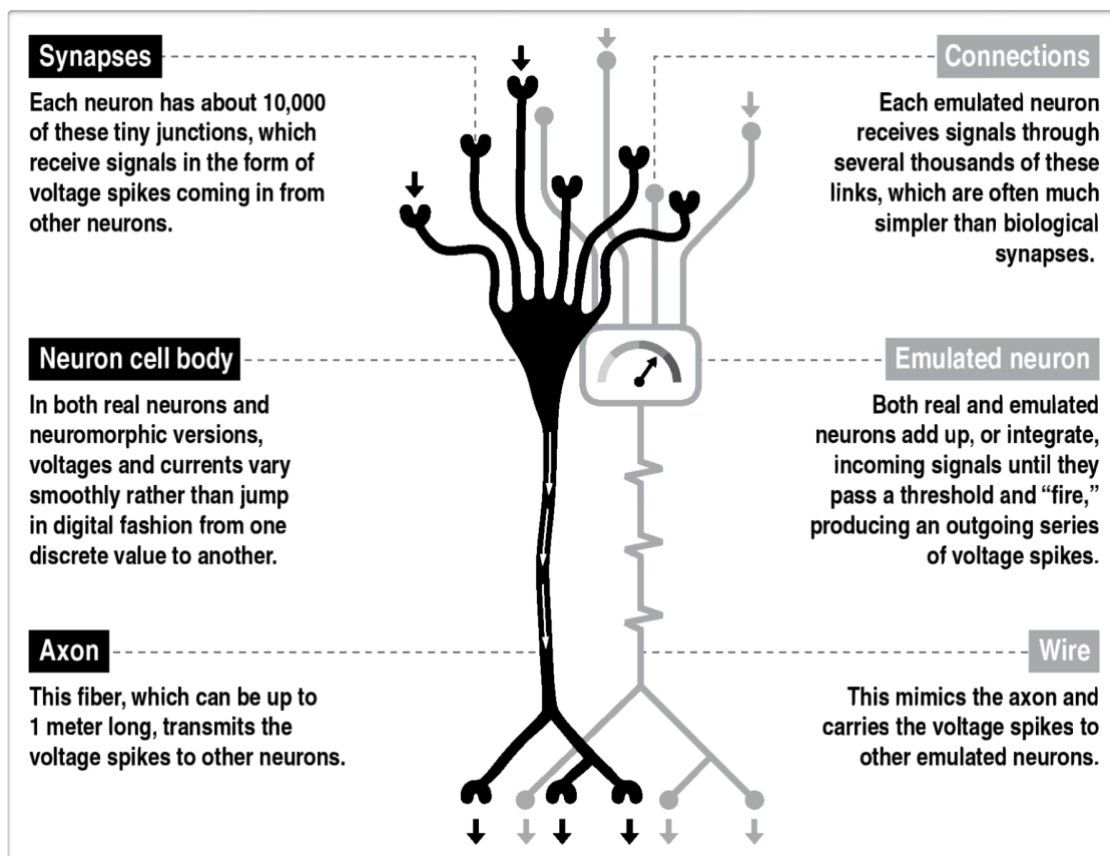 Synapses
Each neuron has about 10,000
of these tiny junctions, which
receive signals in the form of
voltage spikes coming in from
other neurons.
Connections
Each emulated neuron
receives signals through
several thousands of these
links, which are often much
simpler than biological
synapses.
Neuron cell body
In both real neurons and
neuromorphic versions,
voltages and currents vary
smoothly rather than jump
in digital fashion from one
discrete value to another.
Emulated neuron
Both real and emulated
neurons add up, or integrate,
incoming signals until they
pass a threshold and “fire,”
producing an outgoing series
of voltage spikes.
Axon
This fiber, which can be up to
1 meter long, transmits the
voltage spikes to other neurons.
Wire
This mimics the axon and
carries the voltage spikes to
other emulated neurons.